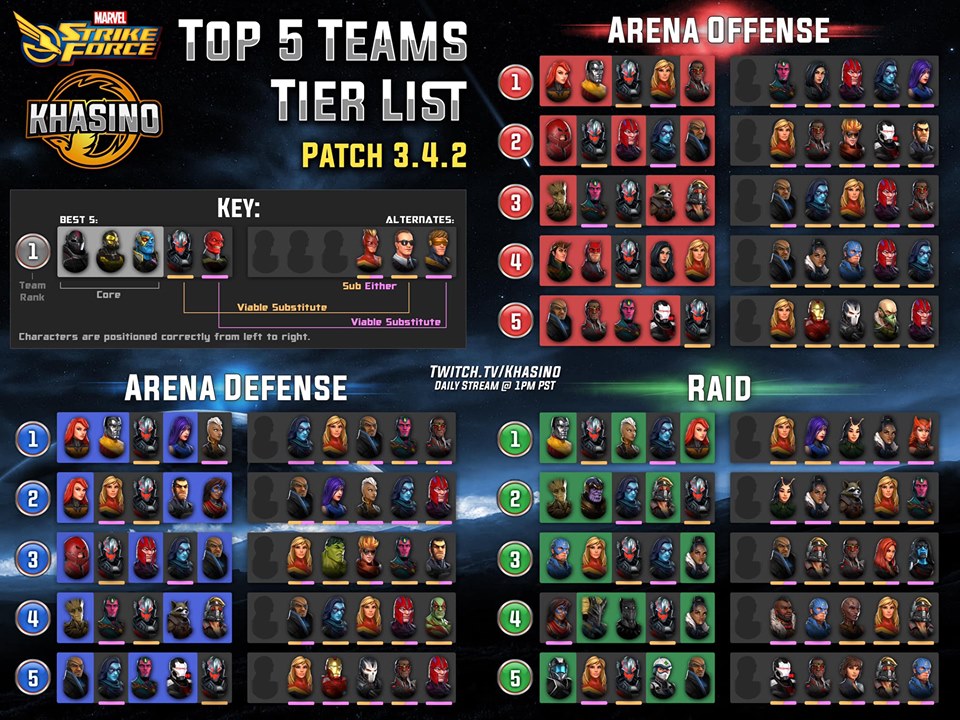 MARVEL
STRIKE
FORCE
KHASINO
TOP 5 TEAMS
TIER LIST
PATCH 3.4.2
KEY:
BEST 5:
ALTERNATES:
1
Team
Rank
Core
Sub Either
Viable Substitute
Viable Substitute
Characters are positioned correctly from left to right.
ARENA OFFENSE
1
2
3
4
5
TWITCH.TV/KHASINO
DAILY STREAM @ 1PM PST
ARENA DEFENSE
1
2
3
4
5
RAID
1
2
3
4
5